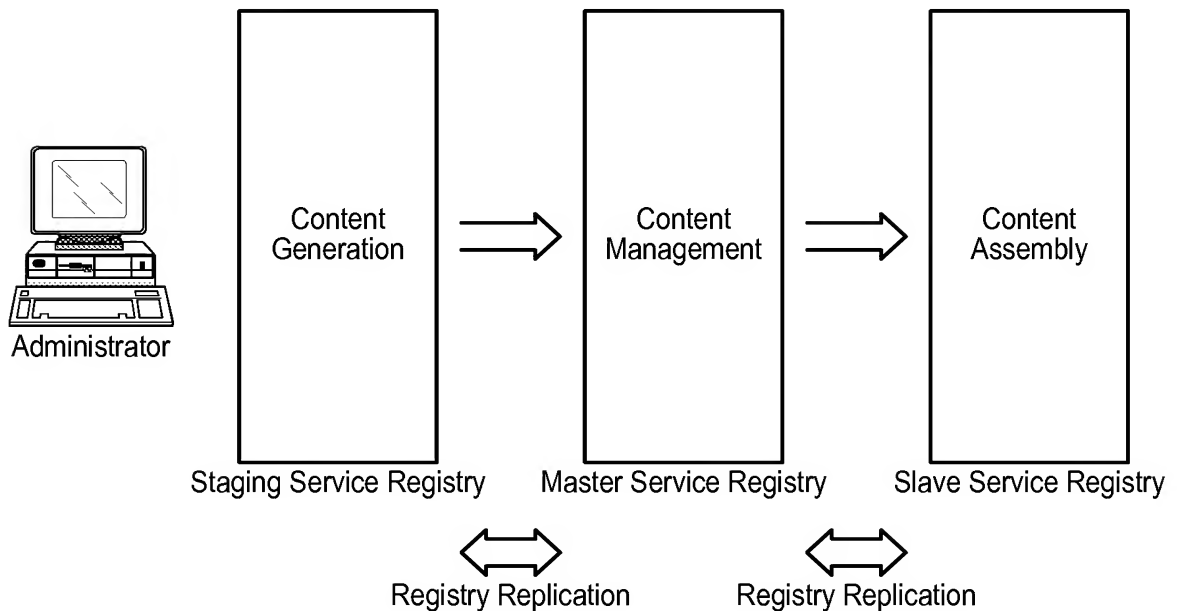 Administrator
Content
Generation
Content
Management
Content
Assembly
Staging Service Registry
Master Service Registry
Slave Service Registry
Registry Replication
Registry Replication